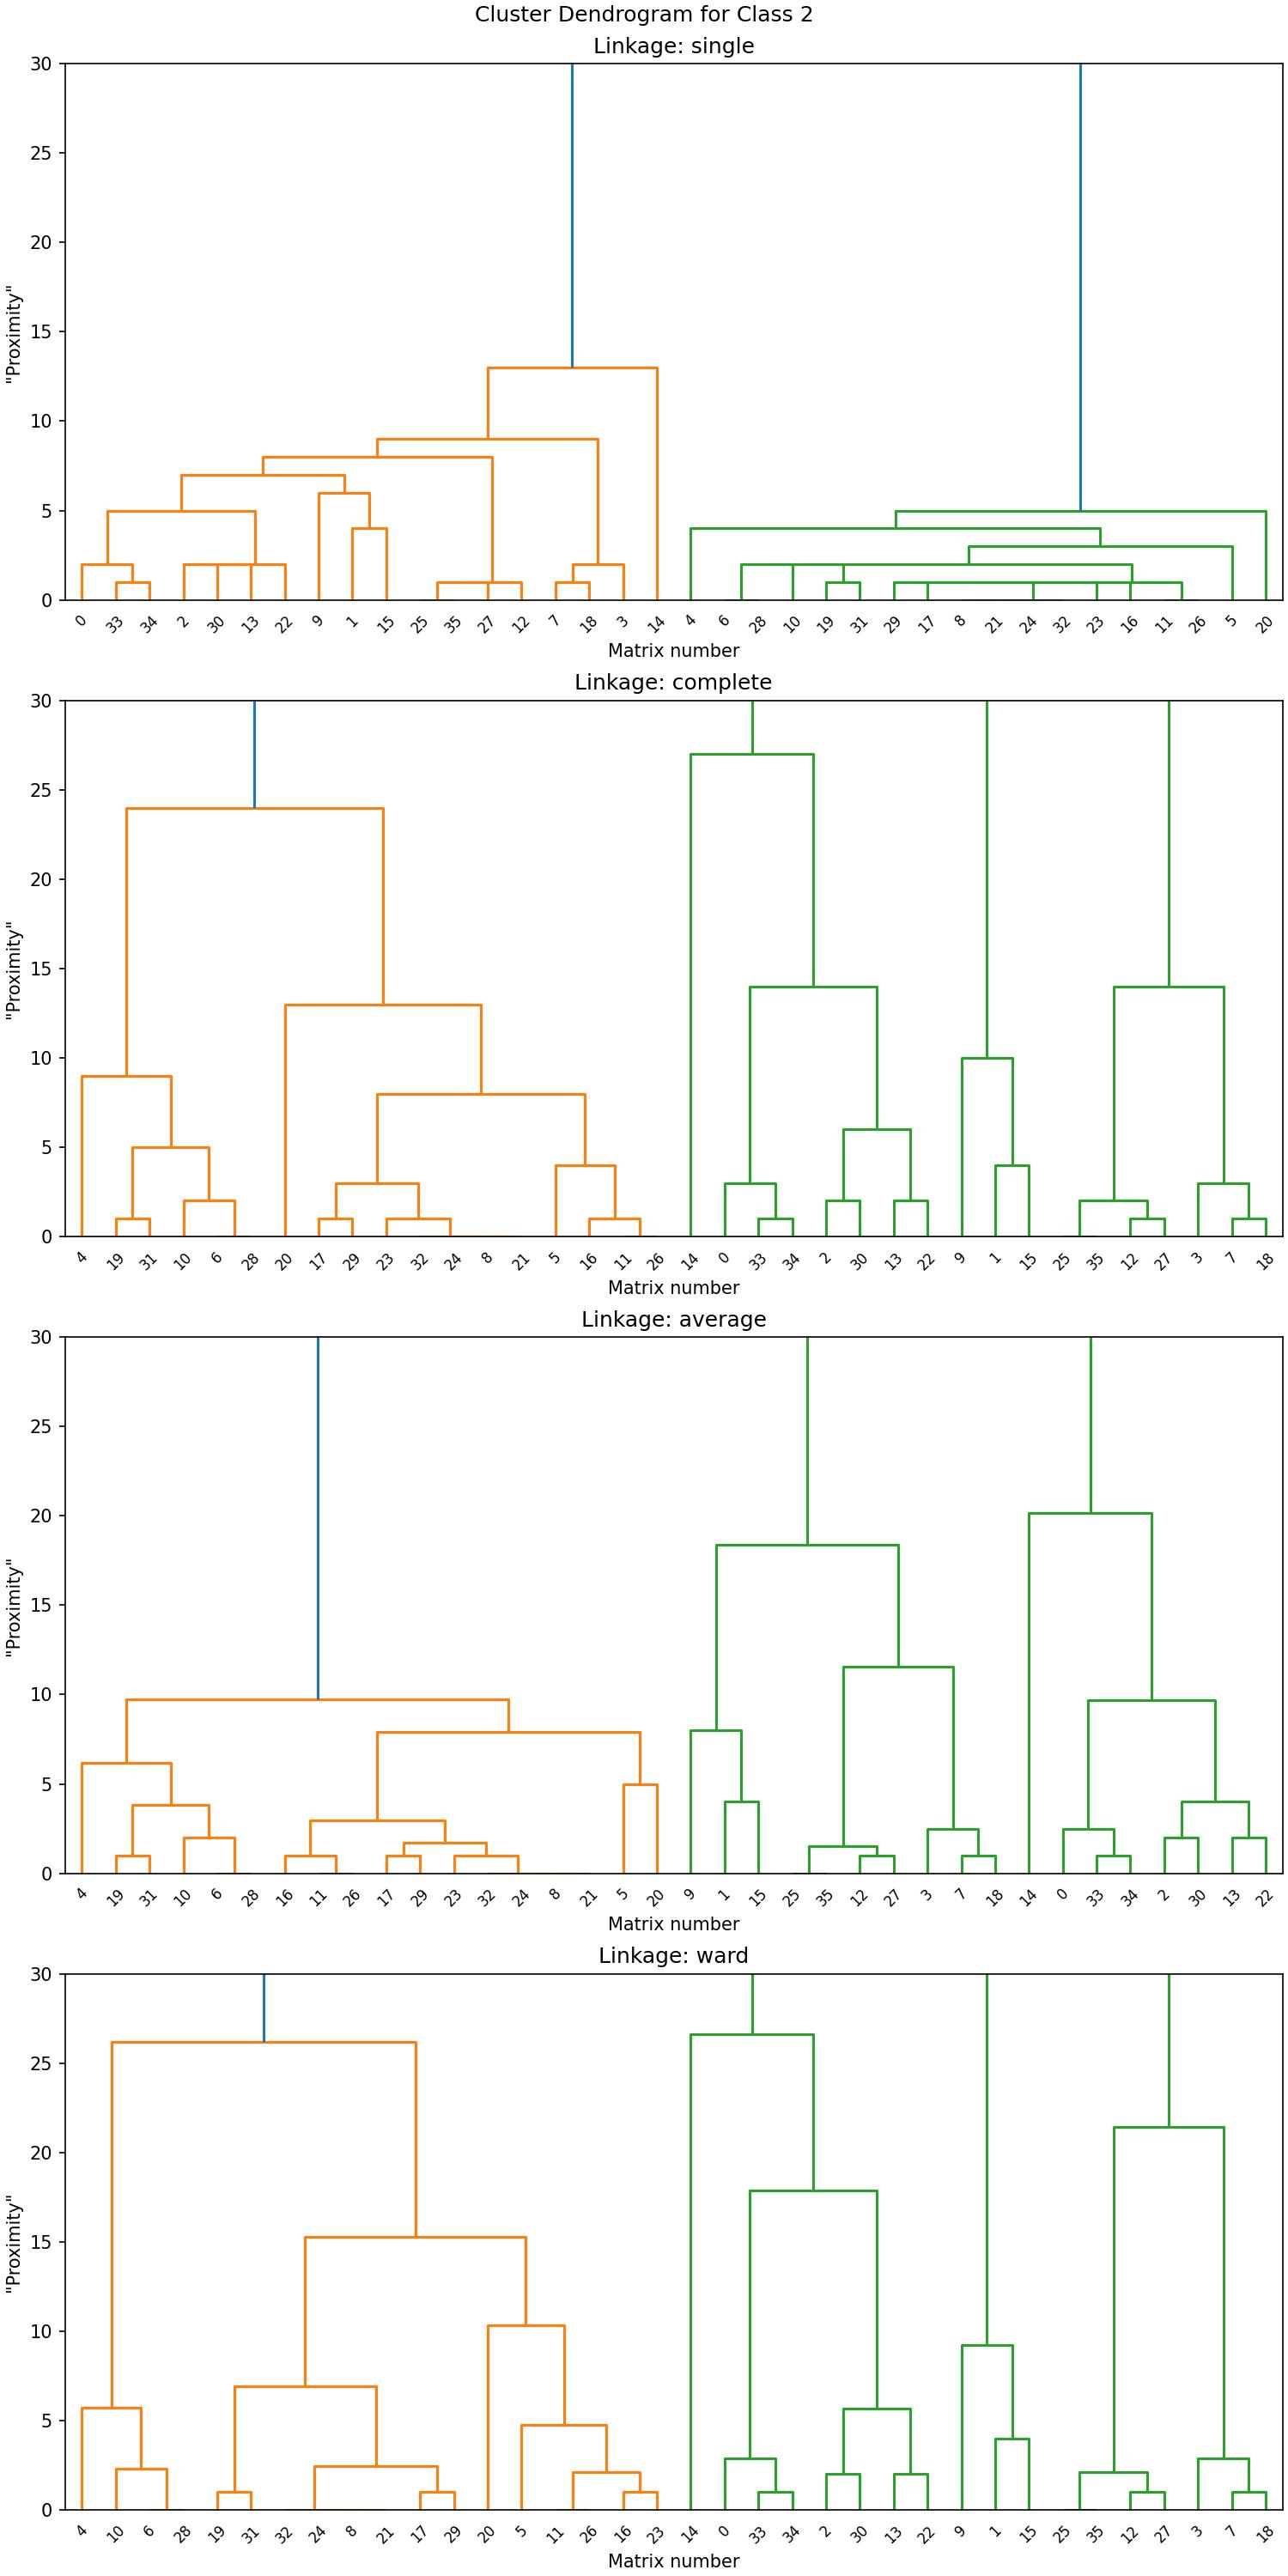 Cluster Dendrogram for Class 2
Linkage: single
30
25
20
15
10
5
0
"Proximity"
0 33 34 2 30 13 22 9 1 15 25 35 27 12 7 18 3 14 4 6 28 10 19 31 29 17 8 21 24 32 23 16 11 26 5 20
Matrix number
Linkage: complete
30
25
20
15
10
5
0
"Proximity"
4 19 31 10 6 28 20 17 29 23 32 24 8 21 5 16 11 26 14 0 33 34 2 30 13 22 9 1 15 25 35 12 27 3 7 18
Matrix number
Linkage: average
30
25
20
15
10
5
0
"Proximity"
4 19 31 10 6 28 16 11 26 17 29 23 32 24 8 21 5 20 9 1 15 25 35 12 27 3 7 18 14 0 33 34 2 30 13 22
Matrix number
Linkage: ward
30
25
20
15
10
5
0
"Proximity"
4 10 6 28 19 31 32 24 8 21 17 29 20 5 11 26 16 23 14 0 33 34 2 30 13 22 9 1 15 25 35 12 27 3 7 18
Matrix number